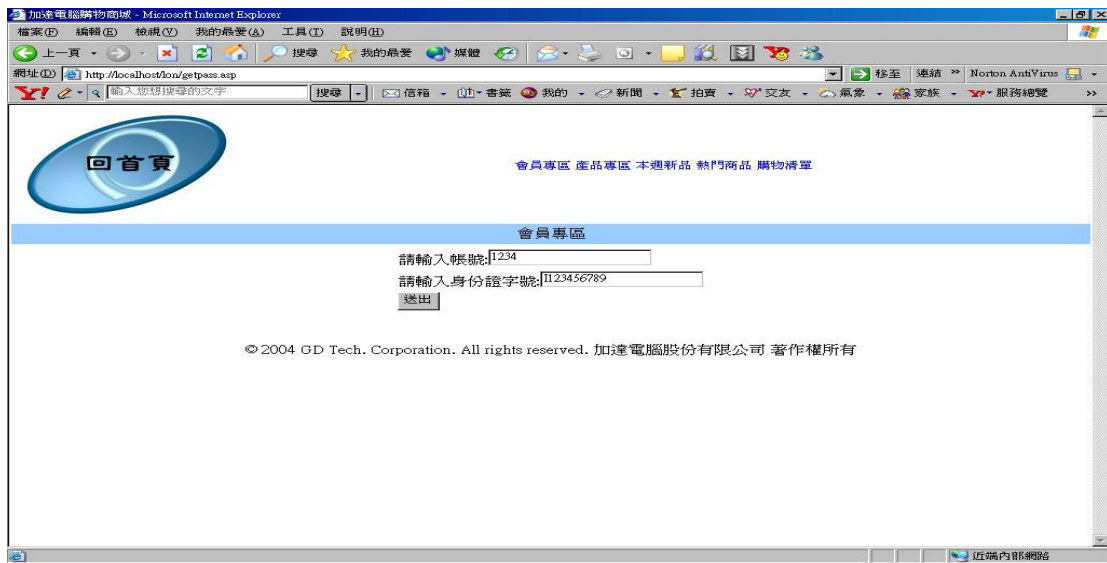 加達電腦購物商城 - Microsoft Internet Explorer
檔案(F) 編輯(E) 檢視(V) 我的最愛(A) 工具(T) 說明(H)
上一頁 搜尋 我的最愛 媒體
網址(D) http://localhost/lon/getpass.asp 移至 連結 » Norton AntiVirus
Y! 輸入您想搜尋的文字 搜尋 信箱 書籤 我的 新聞 拍賣 交友 氣象 家族 服務總覽 »
回首頁
會員專區 產品專區 本週新品 熱門商品 購物清單
會員專區
請輸入帳號:1234
請輸入身份證字號:I123456789
送出
© 2004 GD Tech. Corporation. All rights reserved. 加達電腦股份有限公司 著作權所有
近端內部網路